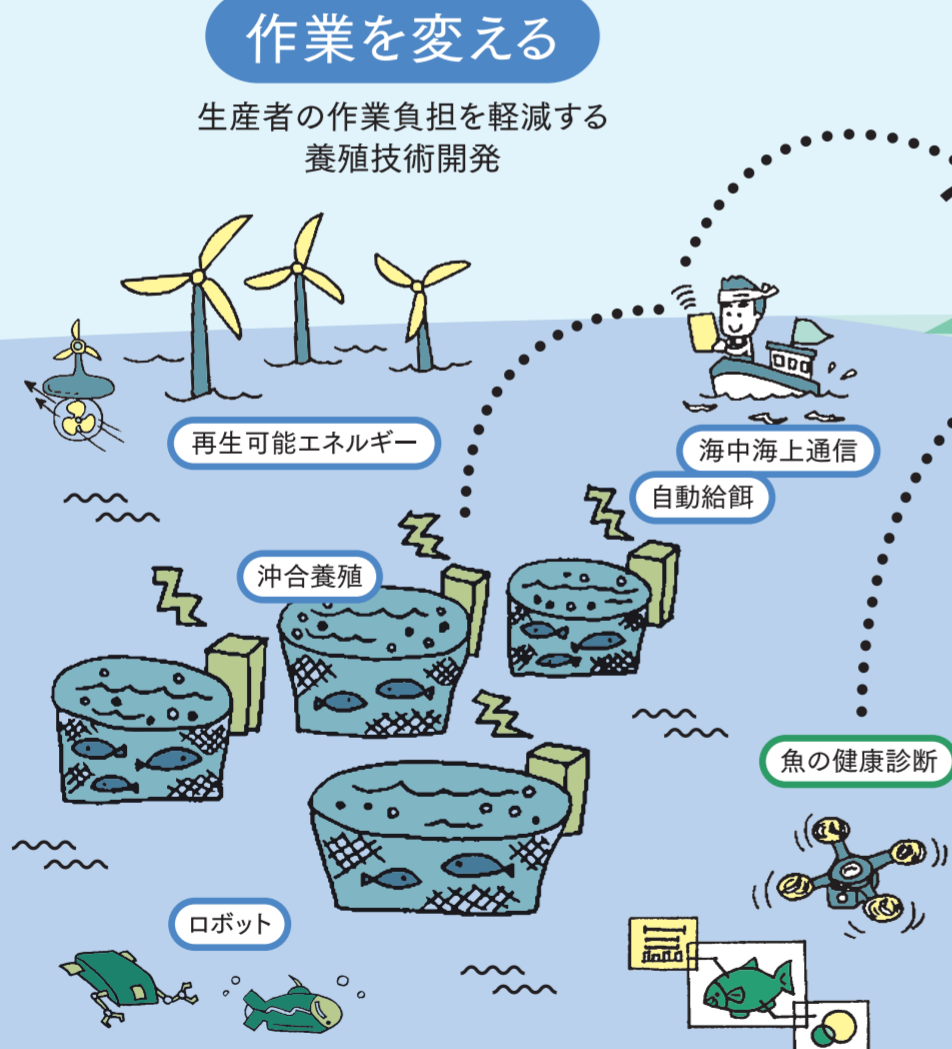 作業を変える
生産者の作業負担を軽減する
養殖技術開発
再生可能エネルギー
海中海上通信
自動給餌
沖合養殖
魚の健康診断
ロボット